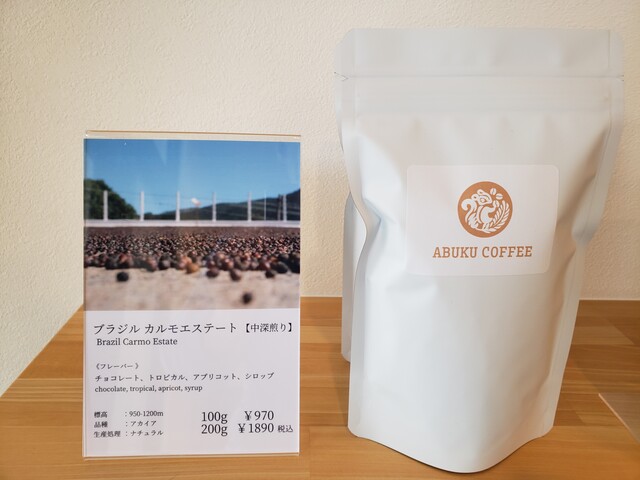 ブラジル カルモエステート【中深煎り】
Brazil Carmo Estate
《フレーバー》
チョコレート、トロピカル、アプリコット、シロップ
chocolate, tropical, apricot, syrup
標高 ：950-1200m
品種 ：アカイア
生産処理 ：ナチュラル
100g ￥970
200g ￥1890 税込
ABUKU COFFEE